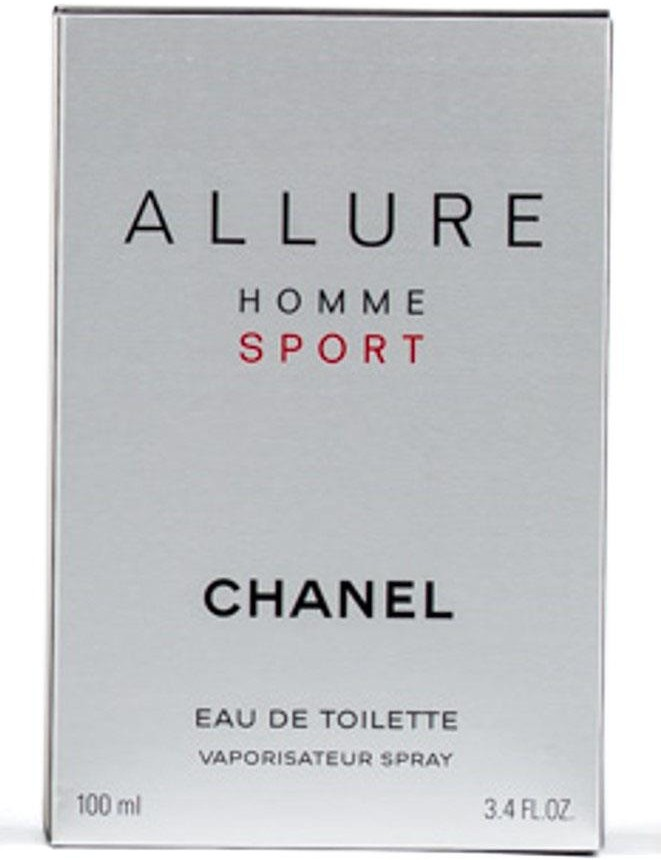 ALLURE
HOMME
SPORT
CHANEL
EAU DE TOILETTE
VAPORISATEUR SPRAY
100 ml 3.4 FL.OZ.